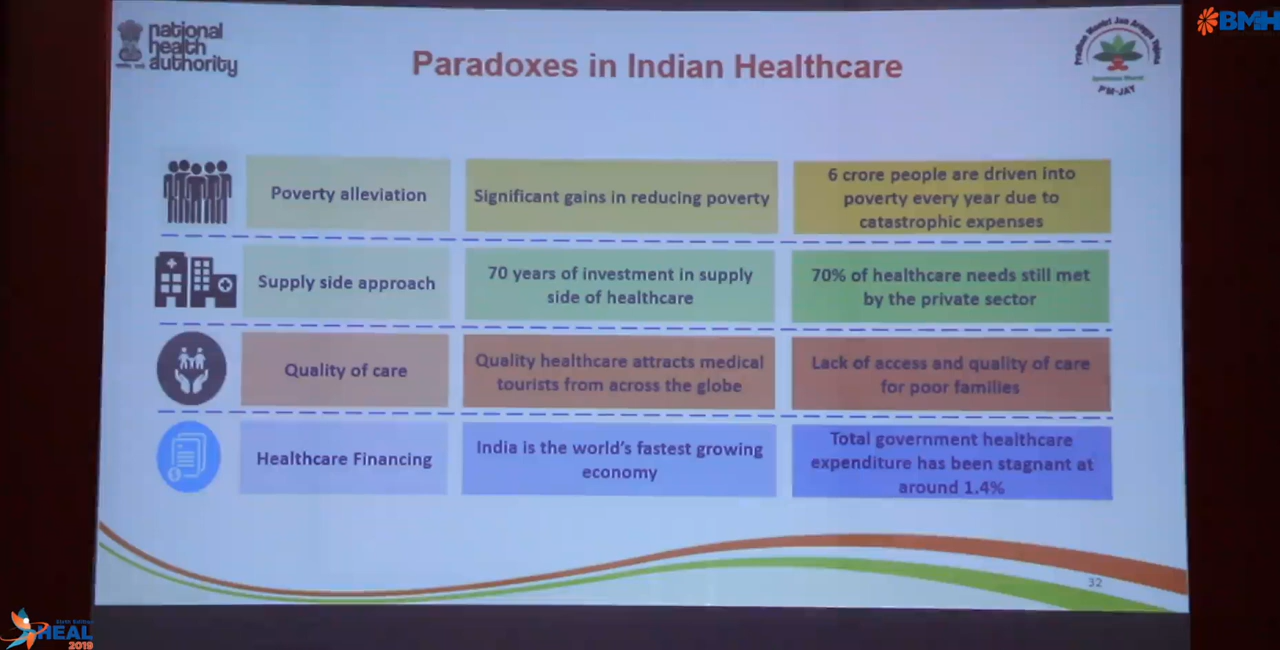 national
health
authority
Paradoxes in Indian Healthcare
Pradhan Mantri Jan Arogya Yojana
PM-JAY
BMH
Poverty alleviation
Significant gains in reducing poverty
6 crore people are driven into
poverty every year due to
catastrophic expenses
Supply side approach
70 years of investment in supply
side of healthcare
70% of healthcare needs still met
by the private sector
Quality of care
Quality healthcare attracts medical
tourists from across the globe
Lack of access and quality of care
for poor families
Healthcare Financing
India is the world's fastest growing
economy
Total government healthcare
expenditure has been stagnant at
around 1.4%
32
HEAL
2019